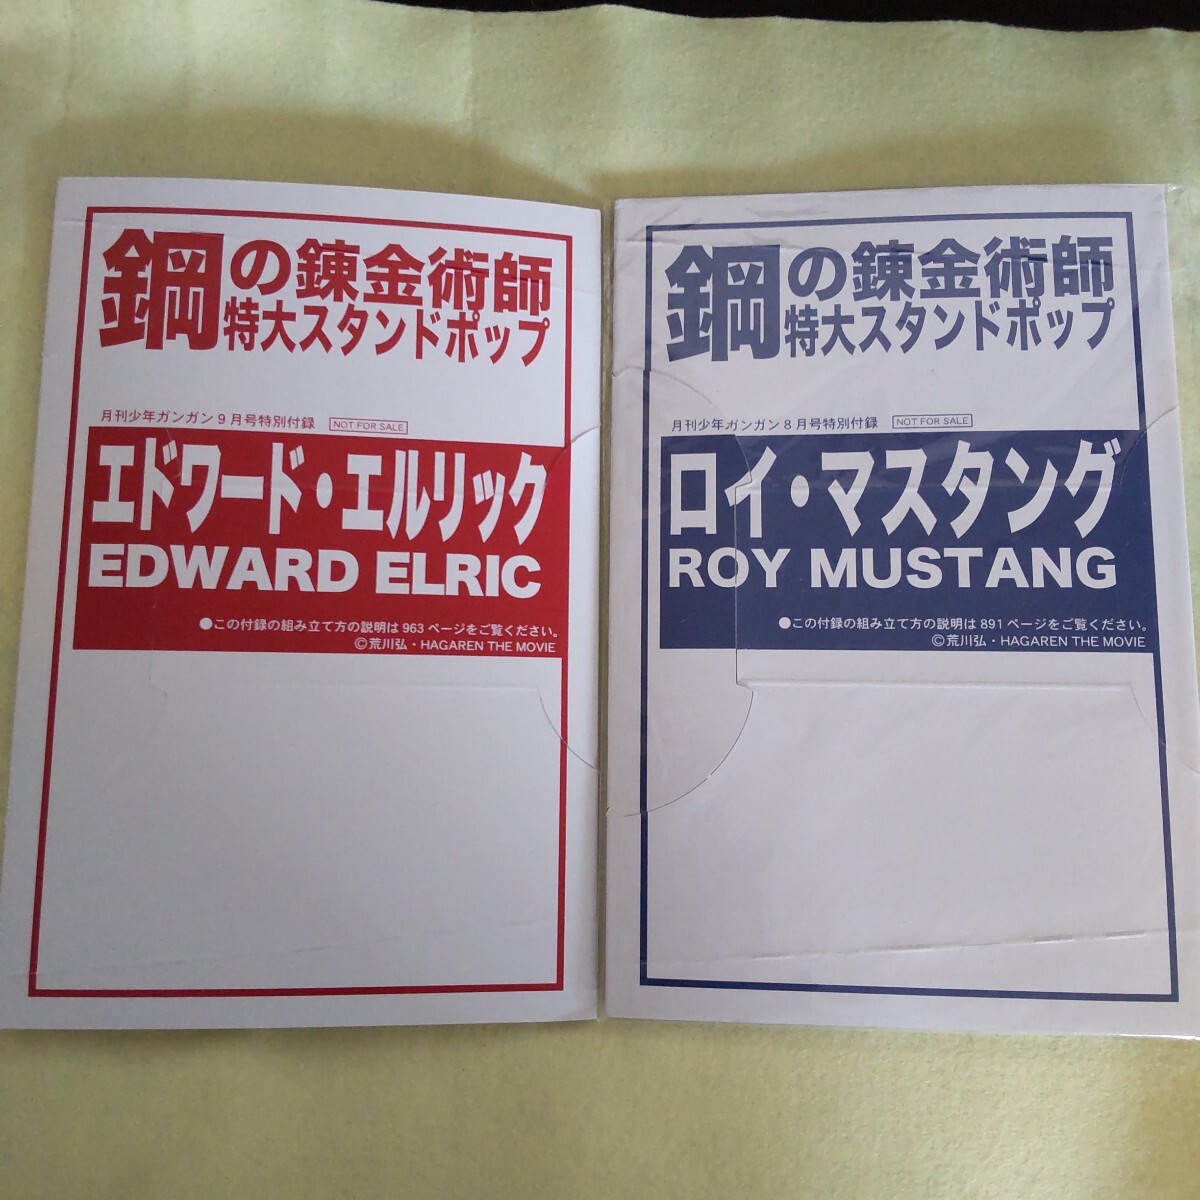 鋼の錬金術師
特大スタンドポップ
月刊少年ガンガン9月号特別付録 NOT FOR SALE
エドワード・エルリック
EDWARD ELRIC
●この付録の組み立て方の説明は963ページをご覧ください。
©荒川弘・HAGAREN THE MOVIE
鋼の錬金術師
特大スタンドポップ
月刊少年ガンガン8月号特別付録 NOT FOR SALE
ロイ・マスタング
ROY MUSTANG
●この付録の組み立て方の説明は891ページをご覧ください。
©荒川弘・HAGAREN THE MOVIE